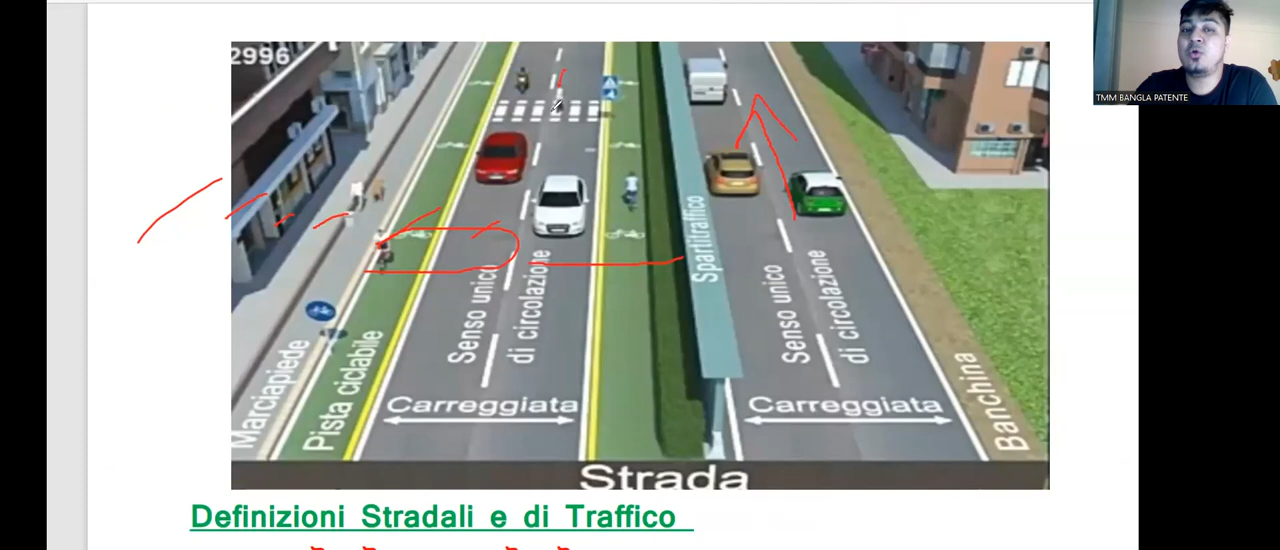 2996
TMM BANGLA PATENTE
Marciapiede
Pista ciclabile
Senso unico
di circolazione
Carreggiata
Spartitraffico
Senso unico
di circolazione
Carreggiata
Banchina
Strada
Definizioni Stradali e di Traffico